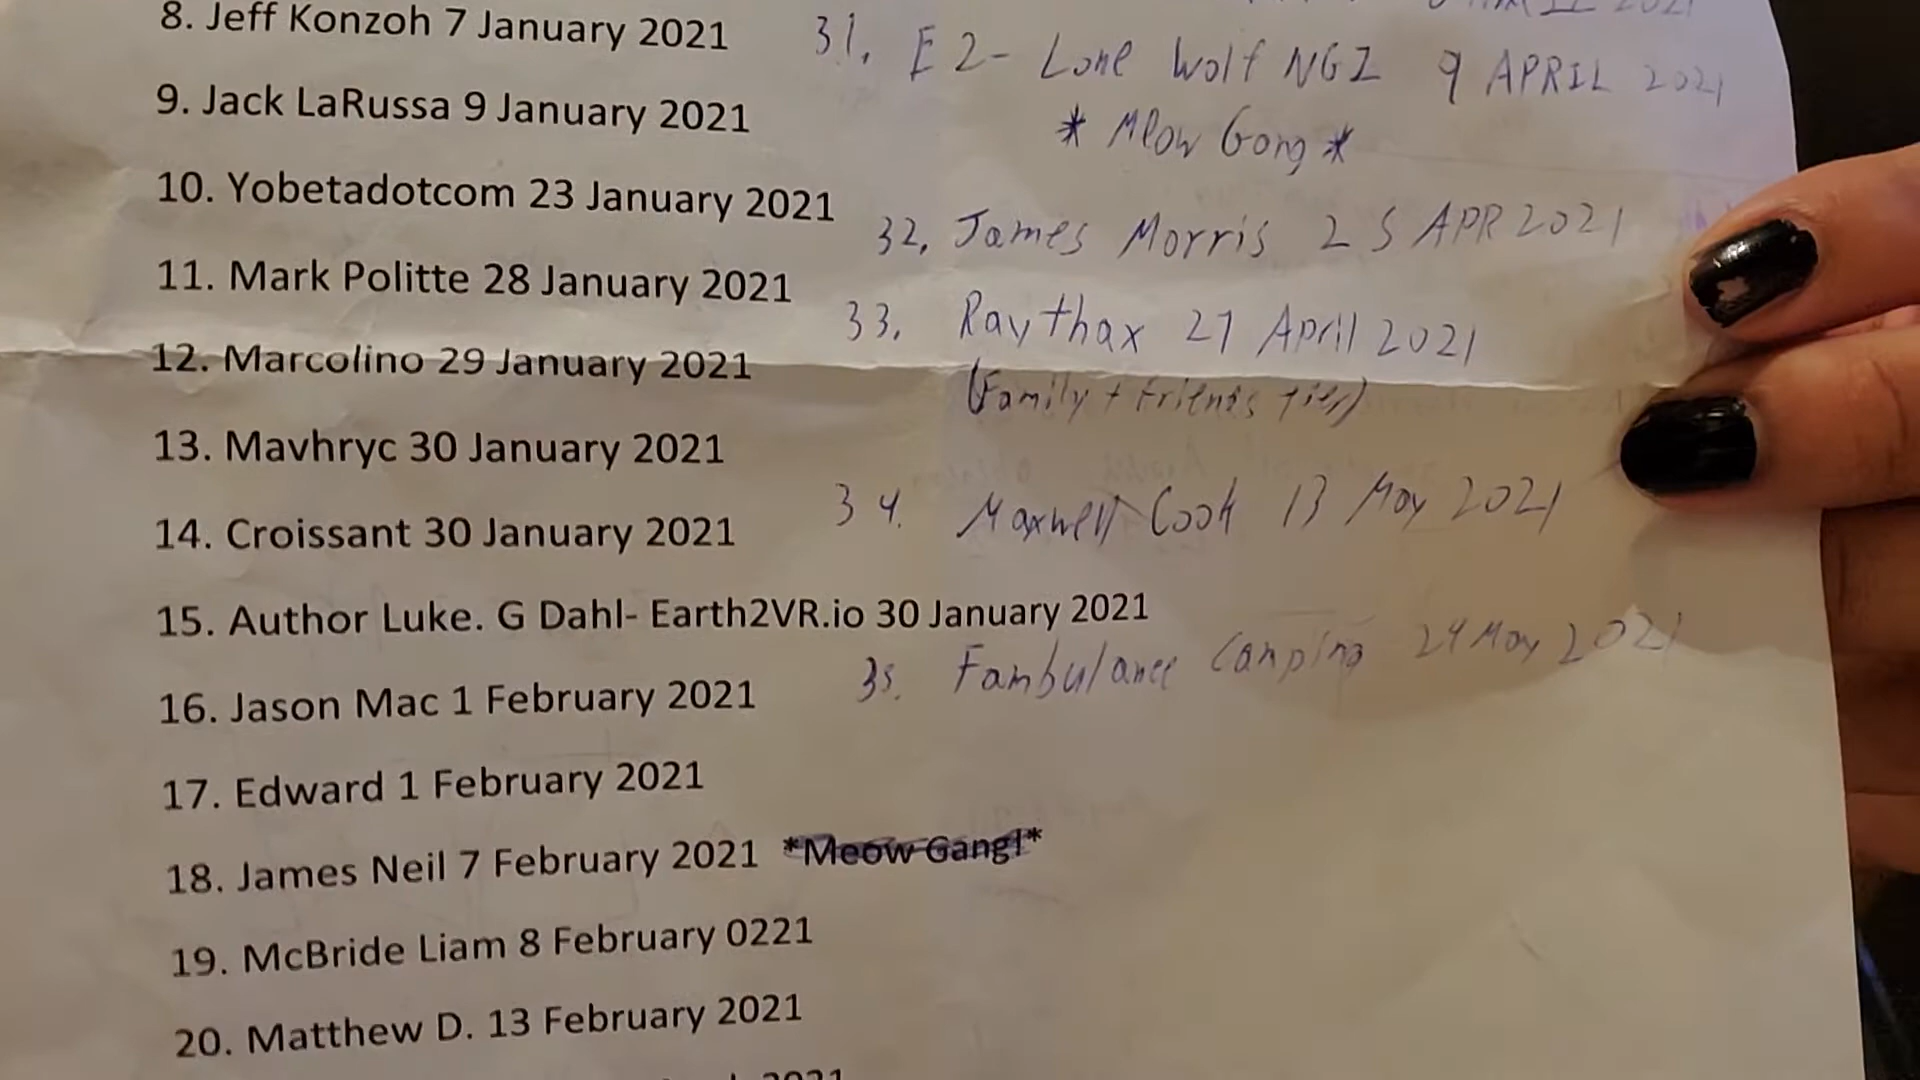 8. Jeff Konzoh 7 January 2021
9. Jack LaRussa 9 January 2021
10. Yobetadotcom 23 January 2021
11. Mark Politte 28 January 2021
12. Marcolino 29 January 2021
13. Mavhryc 30 January 2021
14. Croissant 30 January 2021
15. Author Luke. G Dahl- Earth2VR.io 30 January 2021
16. Jason Mac 1 February 2021
17. Edward 1 February 2021
18. James Neil 7 February 2021 *Meow Gang!*
19. McBride Liam 8 February 0221
20. Matthew D. 13 February 2021
2021
2021
31. E2- Lone Wolf NGZ 9 APRIL 2021
* Meow Gang *
32. James Morris 25 APR 2021
33. Raythax 27 April 2021
(Family + Friends tier)
34. Maxwell Cook 13 May 2021
35. Fambulance Camping 24 May 2021